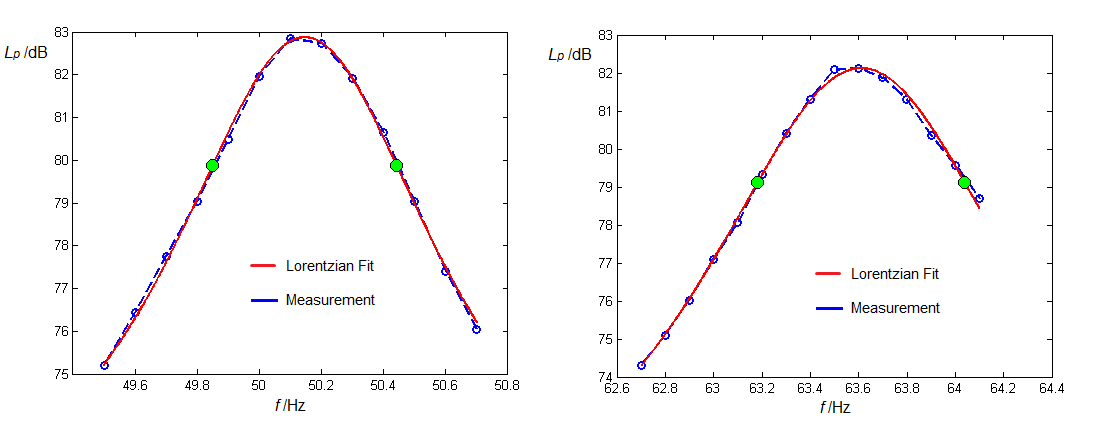 83
Lp /dB
82
81
80
79
78
77
76
75
Lorentzian Fit
Measurement
49.6 49.8 50 50.2 50.4 50.6 50.8
f /Hz
83
Lp /dB
82
81
80
79
78
77
76
75
74
Lorentzian Fit
Measurement
62.6 62.8 63 63.2 63.4 63.6 63.8 64 64.2 64.4
f /Hz